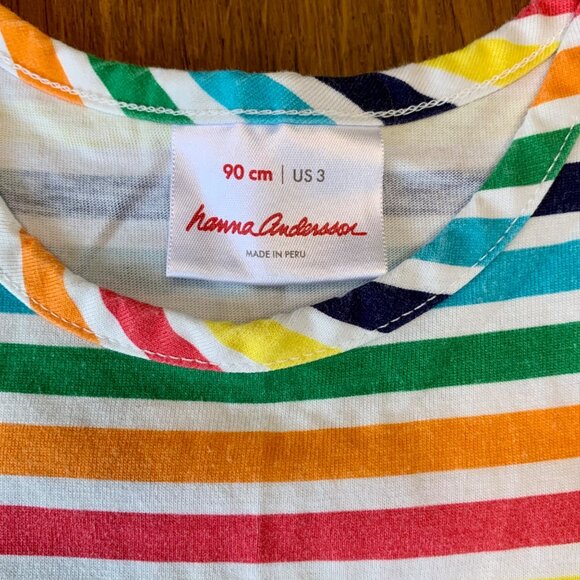 90 cm | US 3
hanna Andersson
MADE IN PERU